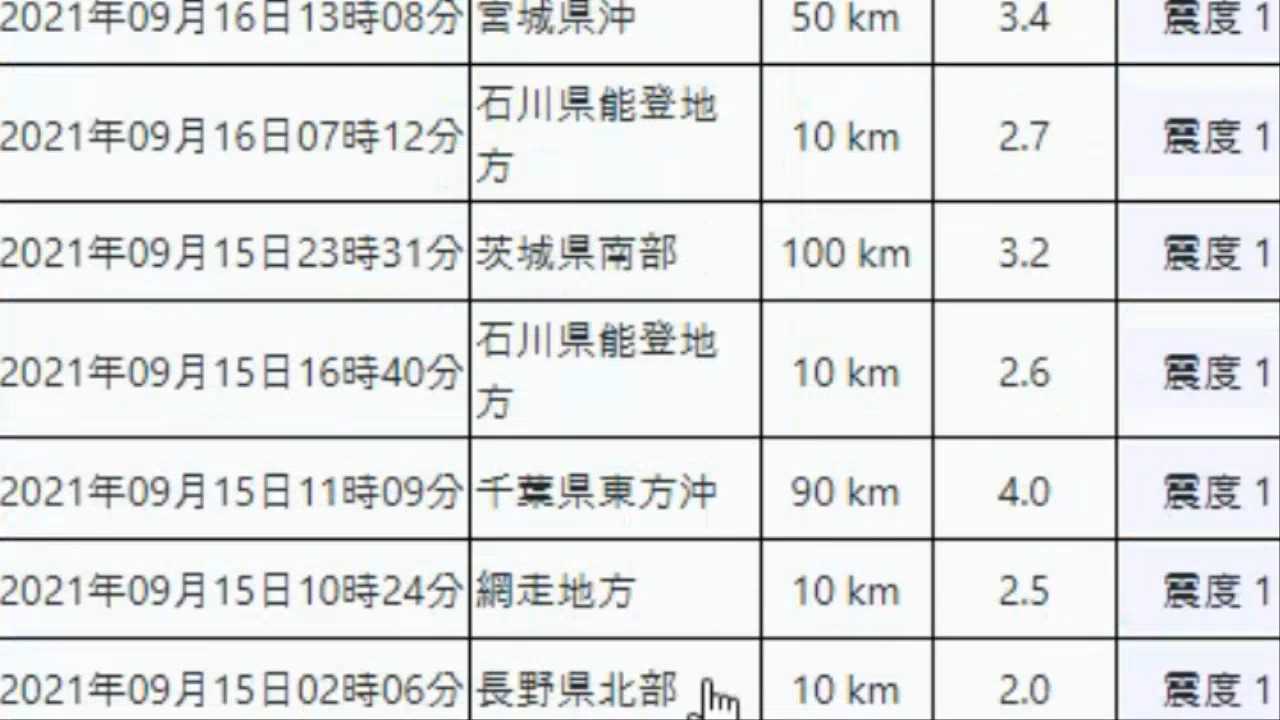 2021年09月16日13時08分 宮城県沖 50 km 3.4 震度 1
2021年09月16日07時12分 石川県能登地 10 km 2.7 震度 1
方
2021年09月15日23時31分 茨城県南部 100 km 3.2 震度 1
2021年09月15日16時40分 石川県能登地 10 km 2.6 震度 1
方
2021年09月15日11時09分 千葉県東方沖 90 km 4.0 震度 1
2021年09月15日10時24分 網走地方 10 km 2.5 震度 1
2021年09月15日02時06分 長野県北部 10 km 2.0 震度 1